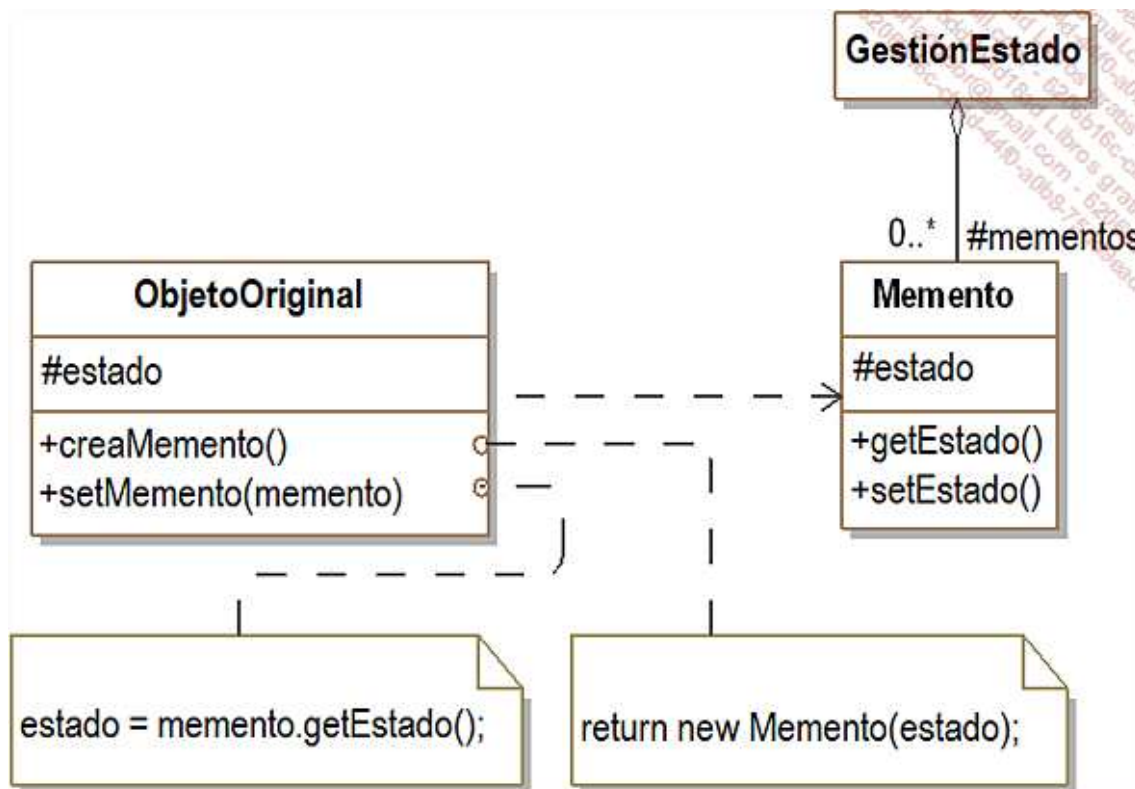 GestiónEstado
0..* #mementos
ObjetoOriginal
#estado
+creaMemento()
+setMemento(memento)
Memento
#estado
+getEstado()
+setEstado()
estado = memento.getEstado();
return new Memento(estado);